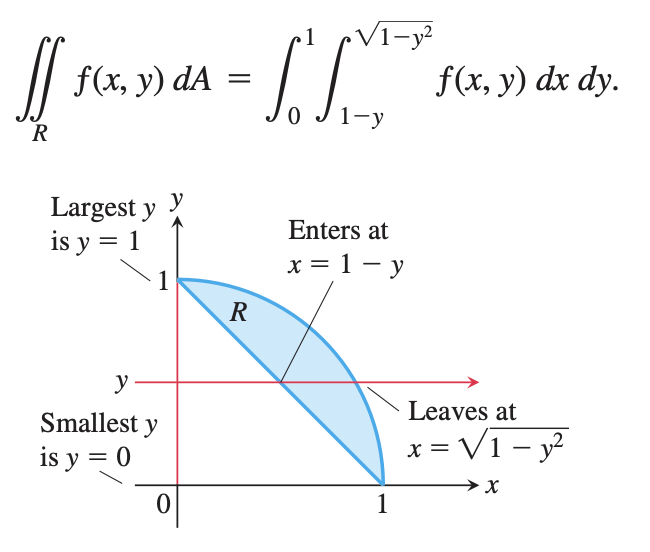 ∬_R f(x, y) dA = ∫_0^1 ∫_{1−y}^{√(1−y²)} f(x, y) dx dy.
Largest y
is y = 1
y
Enters at
x = 1 − y
1
R
y
Smallest y
is y = 0
Leaves at
x = √(1 − y²)
x
0
1